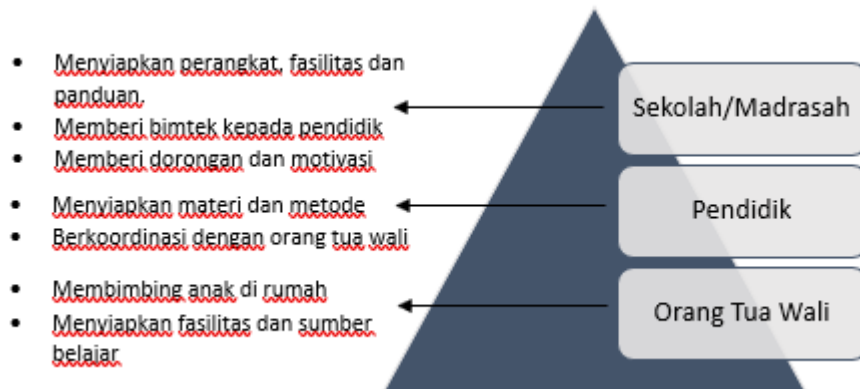 Menyiapkan perangkat, fasilitas dan
panduan.
Memberi bimtek kepada pendidik
Memberi dorongan dan motivasi
Sekolah/Madrasah
Menyiapkan materi dan metode
Berkoordinasi dengan orang tua wali
Pendidik
Membimbing anak di rumah
Menyiapkan fasilitas dan sumber
belajar
Orang Tua Wali